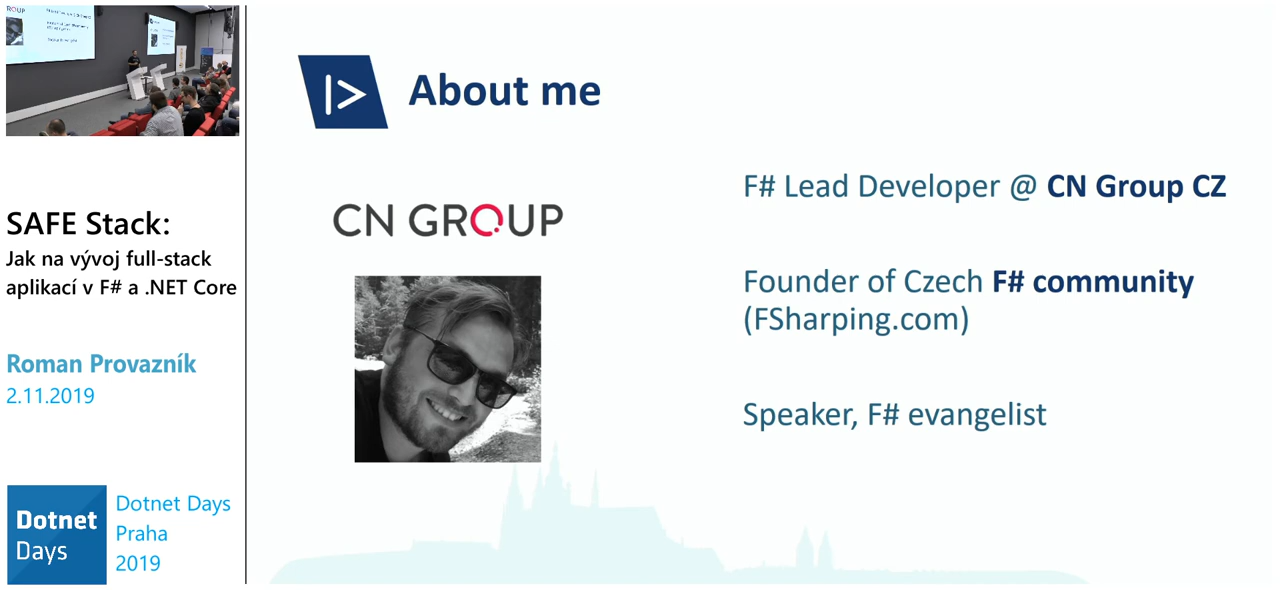 SAFE Stack:
Jak na vývoj full-stack
aplikací v F# a .NET Core
Roman Provazník
2.11.2019
Dotnet
Days
Dotnet Days
Praha
2019
|> About me
CN GROUP
F# Lead Developer @ CN Group CZ
Founder of Czech F# community
(FSharping.com)
Speaker, F# evangelist